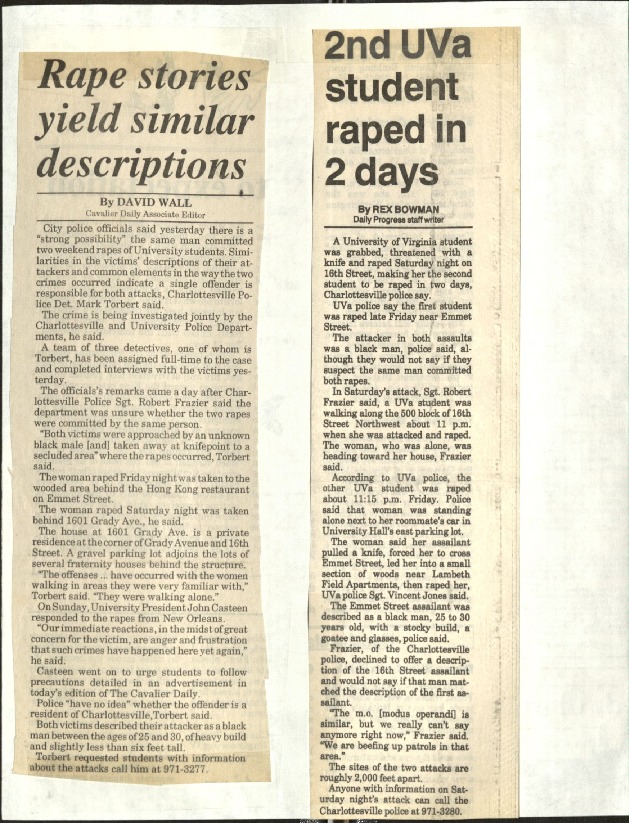 Rape stories
yield similar
descriptions
By DAVID WALL
Cavalier Daily Associate Editor
City police officials said yesterday there is a
"strong possibility" the same man committed
two weekend rapes of University students. Simi-
larities in the victims' descriptions of their at-
tackers and common elements in the way the two
crimes occurred indicate a single offender is
responsible for both attacks, Charlottesville Po-
lice Det. Mark Torbert said.
The crime is being investigated jointly by the
Charlottesville and University Police Depart-
ments, he said.
A team of three detectives, one of whom is
Torbert, has been assigned full-time to the case
and completed interviews with the victims yes-
terday.
The officials's remarks came a day after Char-
lottesville Police Sgt. Robert Frazier said the
department was unsure whether the two rapes
were committed by the same person.
"Both victims were approached by an unknown
black male [and] taken away at knifepoint to a
secluded area" where the rapes occurred, Torbert
said.
The woman raped Friday night was taken to the
wooded area behind the Hong Kong restaurant
on Emmet Street.
The woman raped Saturday night was taken
behind 1601 Grady Ave., he said.
The house at 1601 Grady Ave. is a private
residence at the corner of Grady Avenue and 16th
Street. A gravel parking lot adjoins the lots of
several fraternity houses behind the structure.
"The offenses ... have occurred with the women
walking in areas they were very familiar with,"
Torbert said. "They were walking alone."
On Sunday, University President John Casteen
responded to the rapes from New Orleans.
"Our immediate reactions, in the midst of great
concern for the victim, are anger and frustration
that such crimes have happened here yet again,"
he said.
Casteen went on to urge students to follow
precautions detailed in an advertisement in
today's edition of The Cavalier Daily.
Police "have no idea" whether the offender is a
resident of Charlottesville, Torbert said.
Both victims described their attacker as a black
man between the ages of 25 and 30, of heavy build
and slightly less than six feet tall.
Torbert requested students with information
about the attacks call him at 971-3277.
2nd UVa
student
raped in
2 days
By REX BOWMAN
Daily Progress staff writer
A University of Virginia student
was grabbed, threatened with a
knife and raped Saturday night on
16th Street, making her the second
student to be raped in two days,
Charlottesville police say.
UVa police say the first student
was raped late Friday near Emmet
Street.
The attacker in both assaults
was a black man, police said, al-
though they would not say if they
suspect the same man committed
both rapes.
In Saturday's attack, Sgt. Robert
Frazier said, a UVa student was
walking along the 500 block of 16th
Street Northwest about 11 p.m.
when she was attacked and raped.
The woman, who was alone, was
heading toward her house, Frazier
said.
According to UVa police, the
other UVa student was raped
about 11:15 p.m. Friday. Police
said that woman was standing
alone next to her roommate's car in
University Hall's east parking lot.
The woman said her assailant
pulled a knife, forced her to cross
Emmet Street, led her into a small
section of woods near Lambeth
Field Apartments, then raped her,
UVa police Sgt. Vincent Jones said.
The Emmet Street assailant was
described as a black man, 25 to 30
years old, with a stocky build, a
goatee and glasses, police said.
Frazier, of the Charlottesville
police, declined to offer a descrip-
tion of the 16th Street assailant
and would not say if that man mat-
ched the description of the first as-
sailant.
"The m.o. [modus operandi] is
similar, but we really can't say
anymore right now," Frazier said.
"We are beefing up patrols in that
area."
The sites of the two attacks are
roughly 2,000 feet apart.
Anyone with information on Sat-
urday night's attack can call the
Charlottesville police at 971-3280.